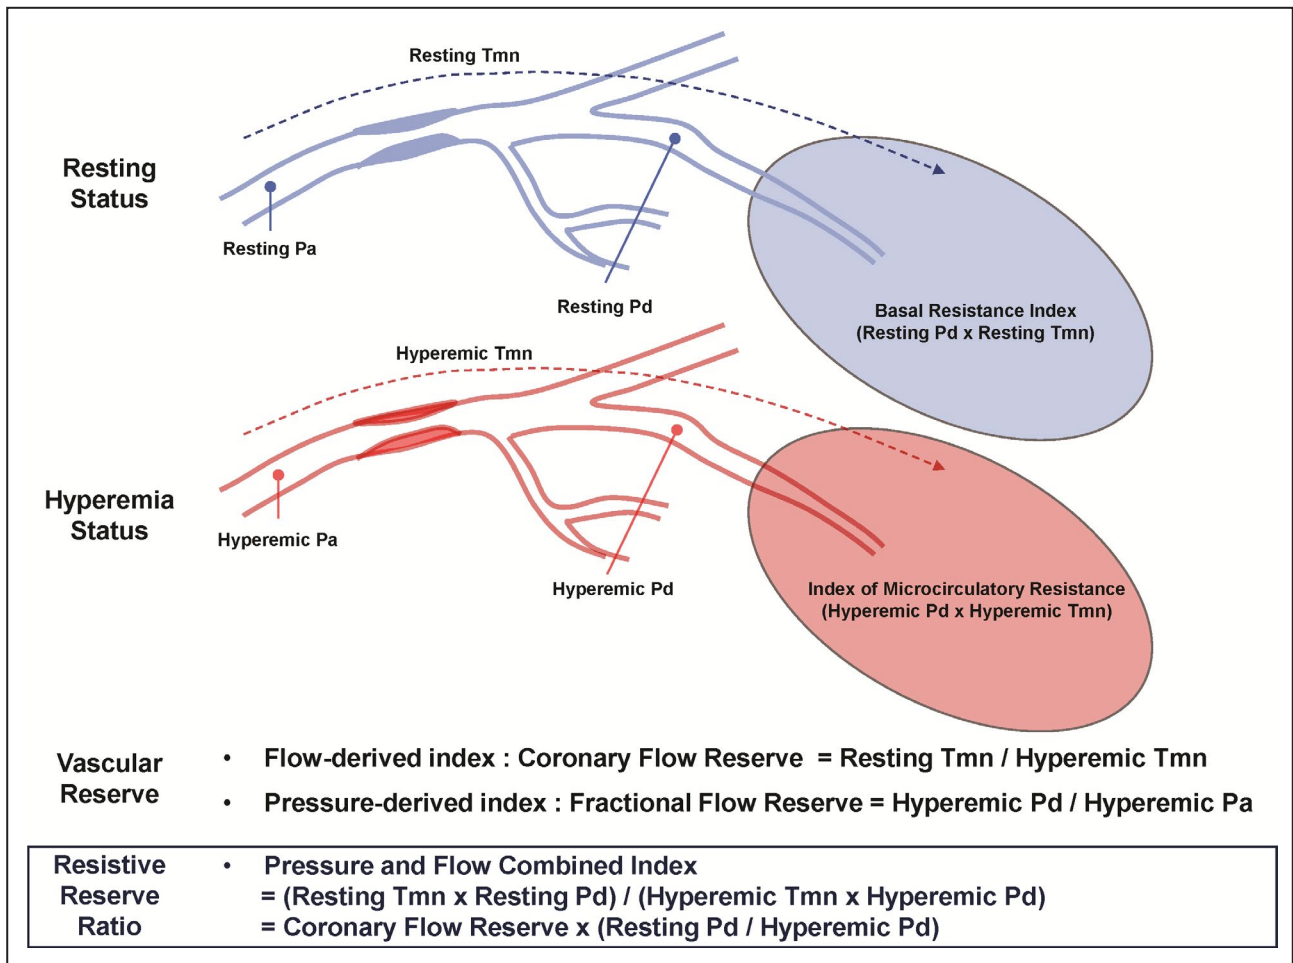 Resting Tmn
Resting
Status
Resting Pa
Resting Pd
Basal Resistance Index
(Resting Pd x Resting Tmn)
Hyperemic Tmn
Hyperemia
Status
Hyperemic Pa
Hyperemic Pd
Index of Microcirculatory Resistance
(Hyperemic Pd x Hyperemic Tmn)
Vascular
Reserve
• Flow-derived index : Coronary Flow Reserve = Resting Tmn / Hyperemic Tmn
• Pressure-derived index : Fractional Flow Reserve = Hyperemic Pd / Hyperemic Pa
Resistive
Reserve
Ratio
• Pressure and Flow Combined Index
= (Resting Tmn x Resting Pd) / (Hyperemic Tmn x Hyperemic Pd)
= Coronary Flow Reserve x (Resting Pd / Hyperemic Pd)